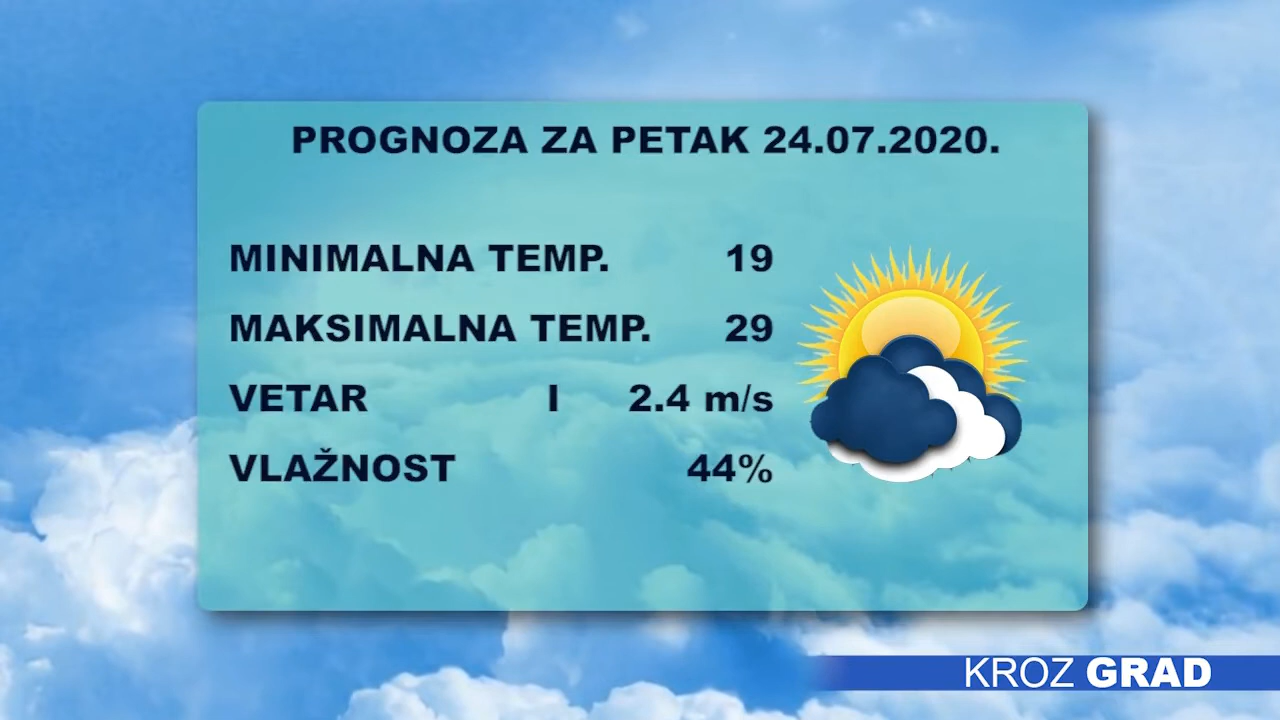 PROGNOZA ZA PETAK 24.07.2020.
MINIMALNA TEMP. 19
MAKSIMALNA TEMP. 29
VETAR I 2.4 m/s
VLAŽNOST 44%
KROZ GRAD